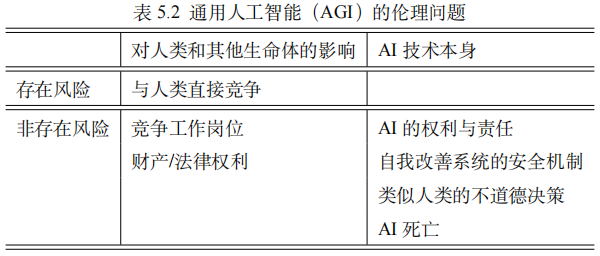 表 5.2 通用人工智能（AGI）的伦理问题
对人类和其他生命体的影响 AI 技术本身
存在风险 与人类直接竞争
非存在风险 竞争工作岗位 AI 的权利与责任
财产/法律权利 自我改善系统的安全机制
类似人类的不道德决策
AI 死亡